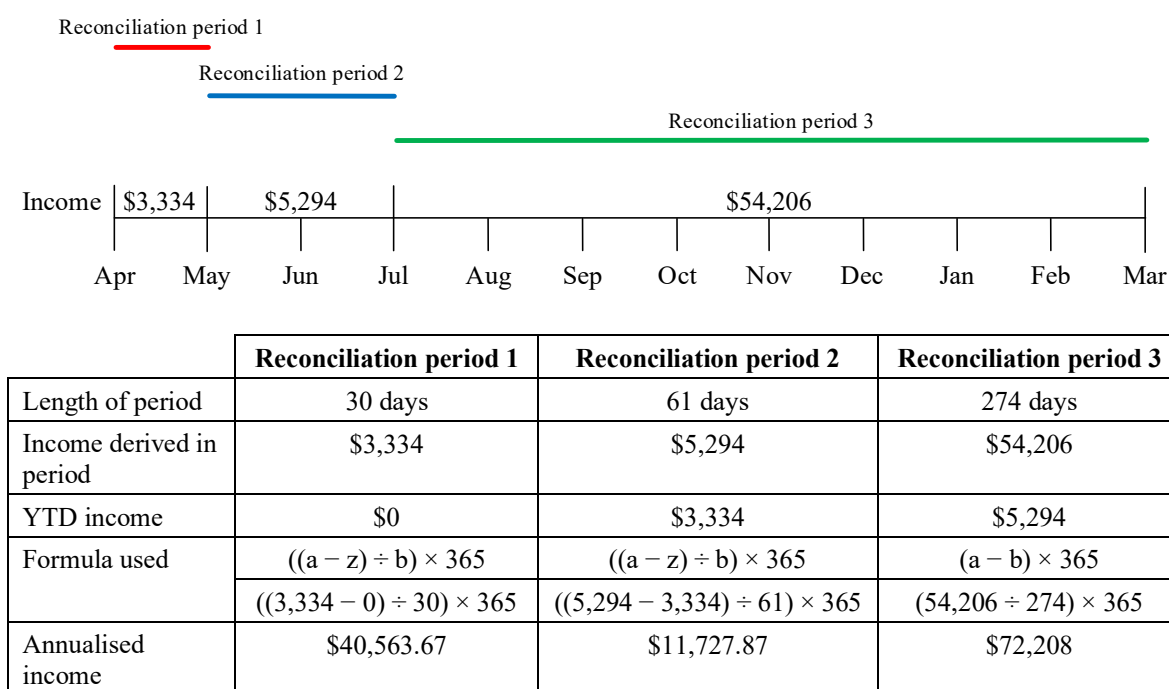 Reconciliation period 1
Reconciliation period 2
Reconciliation period 3
Income $3,334 $5,294 $54,206
Apr May Jun Jul Aug Sep Oct Nov Dec Jan Feb Mar
Reconciliation period 1 Reconciliation period 2 Reconciliation period 3
Length of period 30 days 61 days 274 days
Income derived in $3,334 $5,294 $54,206
period
YTD income $0 $3,334 $5,294
Formula used ((a − z) ÷ b) × 365 ((a − z) ÷ b) × 365 (a − b) × 365
((3,334 − 0) ÷ 30) × 365 ((5,294 − 3,334) ÷ 61) × 365 (54,206 ÷ 274) × 365
Annualised $40,563.67 $11,727.87 $72,208
income